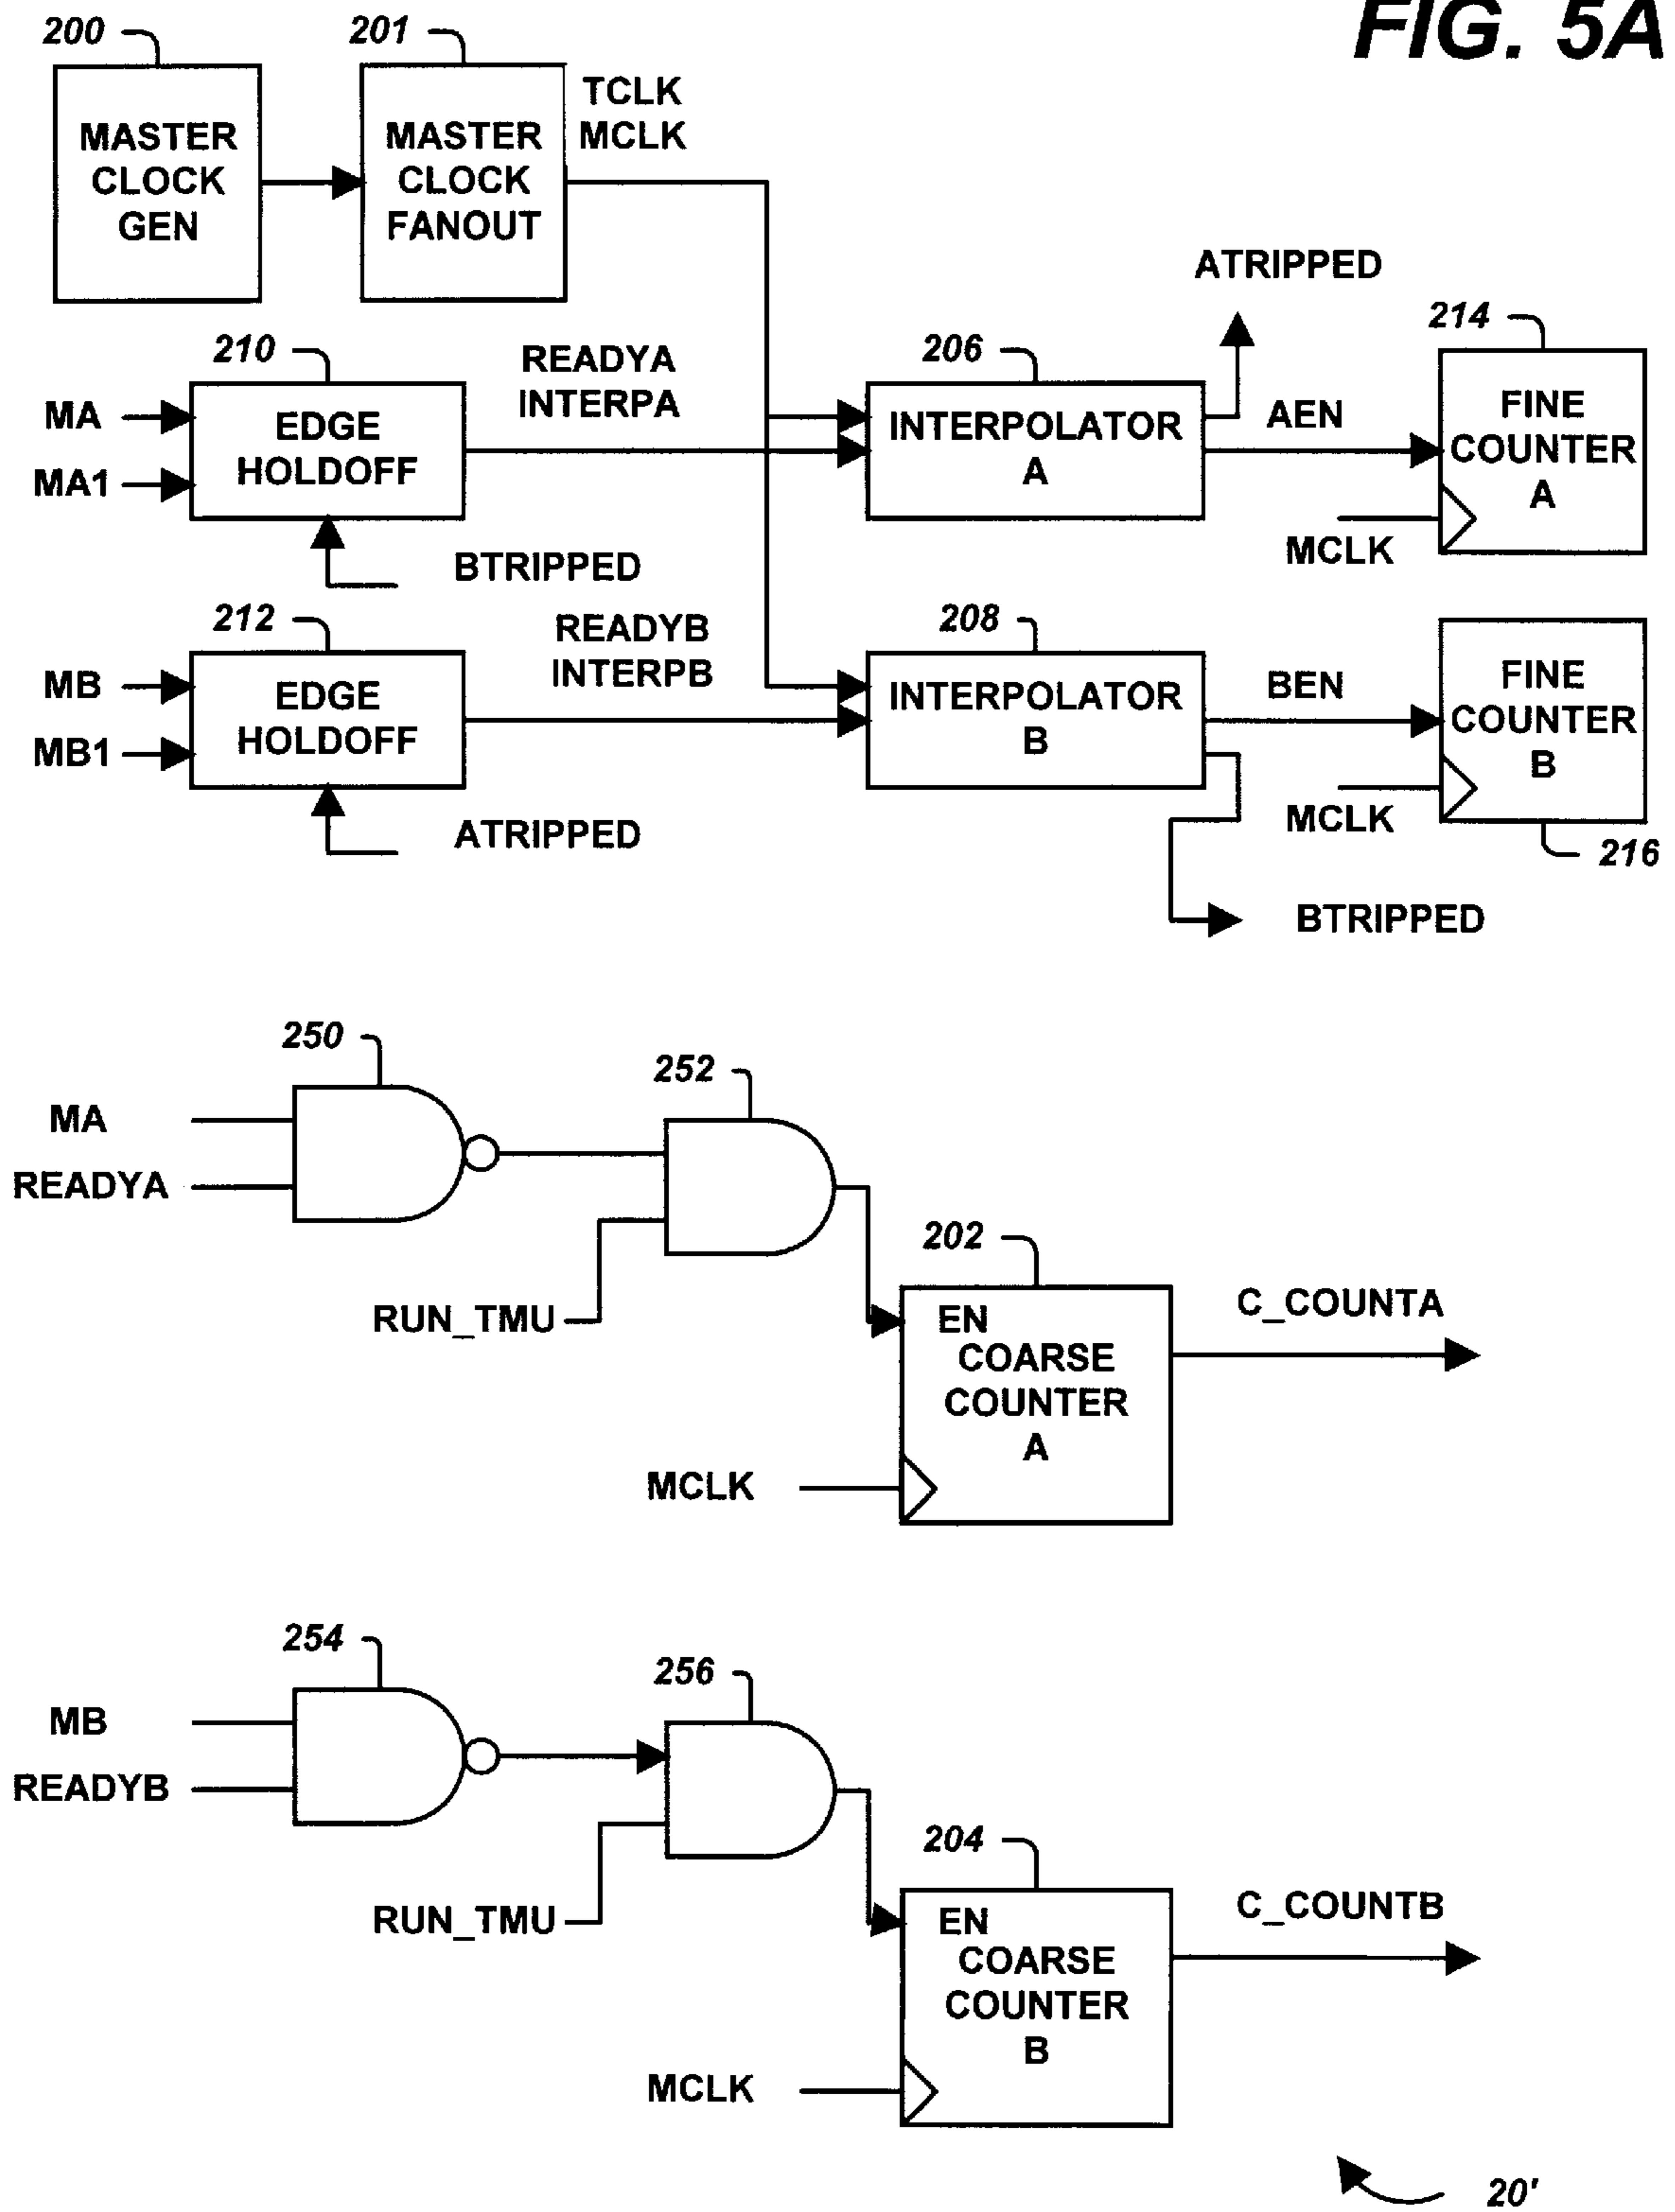 FIG. 5A
200
201
MASTER
CLOCK
GEN
MASTER
CLOCK
FANOUT
TCLK
MCLK
ATRIPPED
210
READYA
INTERPA
206
214
MA
MA1
EDGE
HOLDOFF
INTERPOLATOR
A
AEN
FINE
COUNTER
A
MCLK
BTRIPPED
212
READYB
INTERPB
208
MB
MB1
EDGE
HOLDOFF
INTERPOLATOR
B
BEN
FINE
COUNTER
B
MCLK
216
ATRIPPED
BTRIPPED
250
252
MA
READYA
RUN_TMU
202
EN
COARSE
COUNTER
A
C_COUNTA
MCLK
254
256
MB
READYB
RUN_TMU
204
EN
COARSE
COUNTER
B
C_COUNTB
MCLK
20'